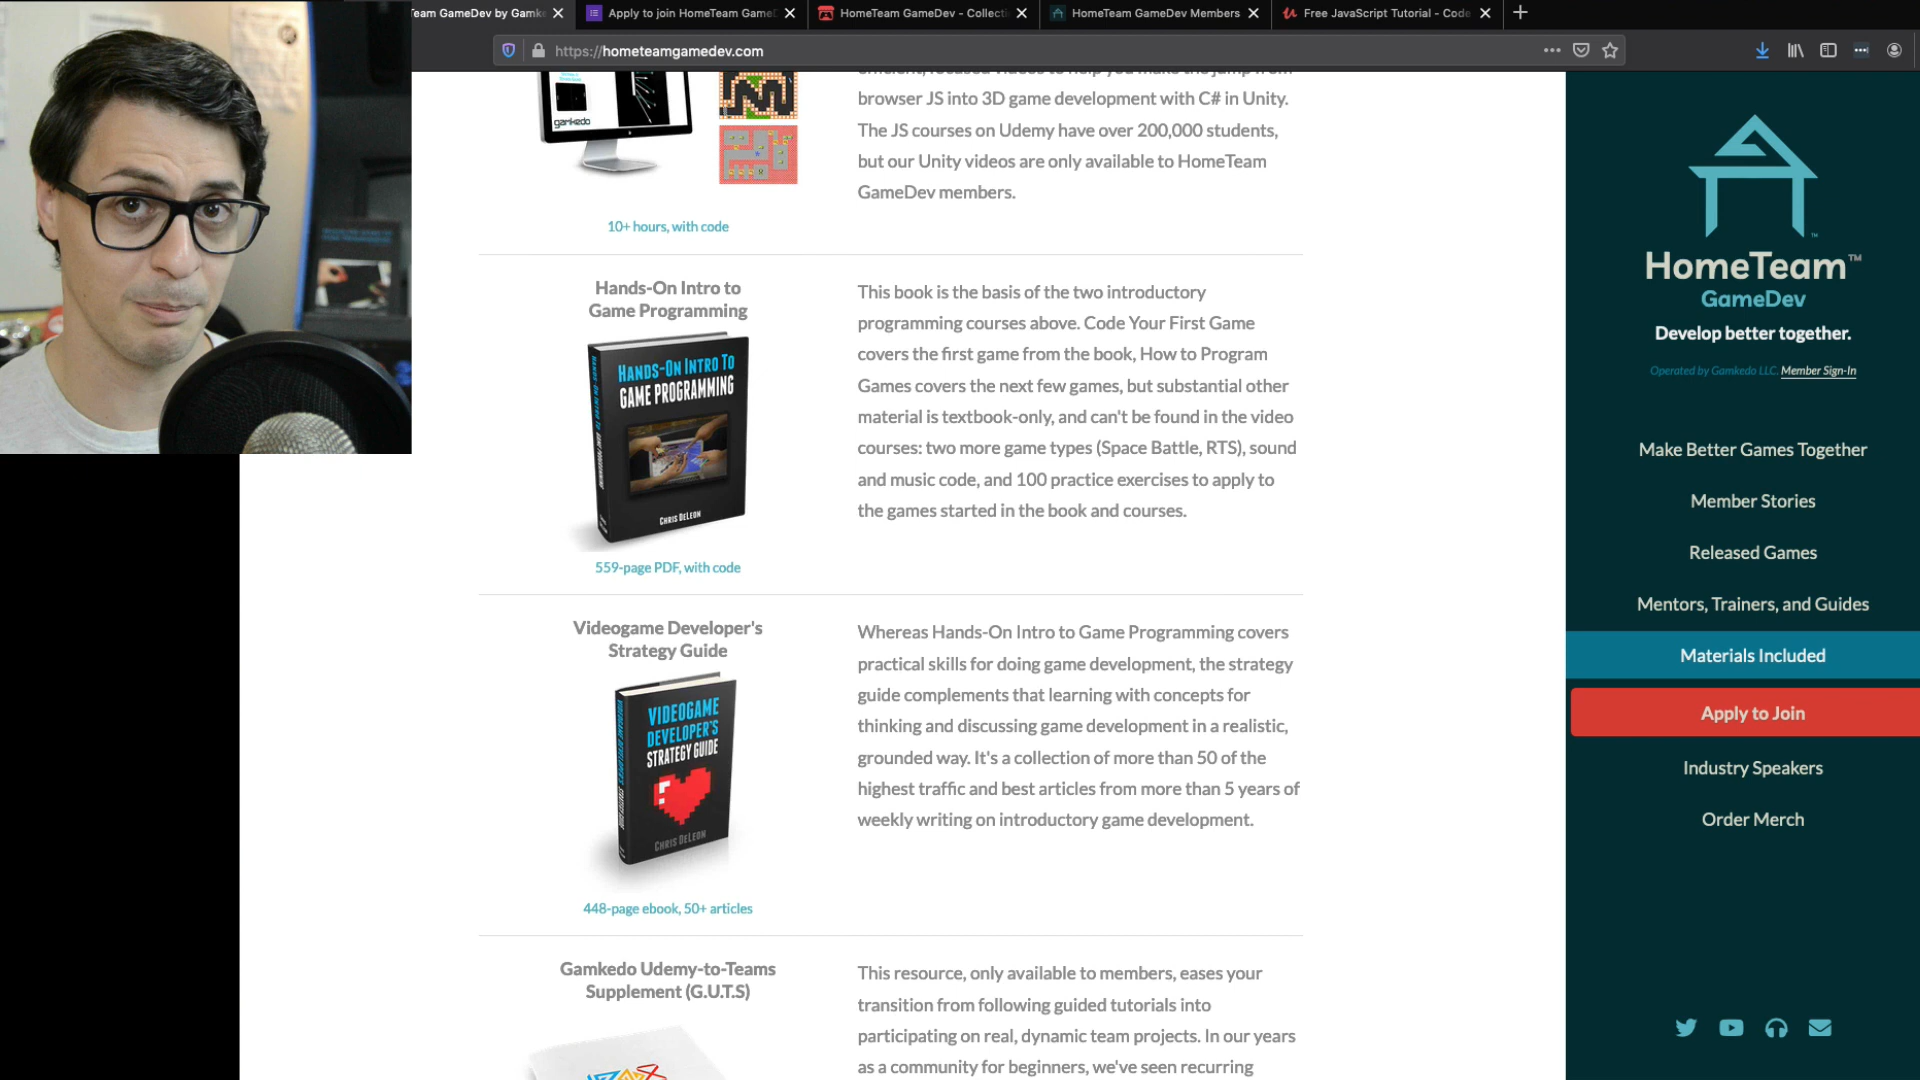 Team GameDev by Gamke
Apply to join HomeTeam GameD
HomeTeam GameDev - Collecti
HomeTeam GameDev Members
Free JavaScript Tutorial - Code
https://hometeamgamedev.com
gamkedo
10+ hours, with code
browser JS into 3D game development with C# in Unity.
The JS courses on Udemy have over 200,000 students,
but our Unity videos are only available to HomeTeam
GameDev members.
Hands-On Intro to
Game Programming
HANDS-ON INTRO TO
GAME PROGRAMMING
CHRIS DELEON
559-page PDF, with code
This book is the basis of the two introductory
programming courses above. Code Your First Game
covers the first game from the book, How to Program
Games covers the next few games, but substantial other
material is textbook-only, and can't be found in the video
courses: two more game types (Space Battle, RTS), sound
and music code, and 100 practice exercises to apply to
the games started in the book and courses.
Videogame Developer's
Strategy Guide
VIDEOGAME
DEVELOPER'S
STRATEGY GUIDE
CHRIS DELEON
448-page ebook, 50+ articles
Whereas Hands-On Intro to Game Programming covers
practical skills for doing game development, the strategy
guide complements that learning with concepts for
thinking and discussing game development in a realistic,
grounded way. It's a collection of more than 50 of the
highest traffic and best articles from more than 5 years of
weekly writing on introductory game development.
Gamkedo Udemy-to-Teams
Supplement (G.U.T.S)
This resource, only available to members, eases your
transition from following guided tutorials into
participating on real, dynamic team projects. In our years
as a community for beginners, we've seen recurring
HomeTeam™
GameDev
Develop better together.
Operated by Gamkedo LLC. Member Sign-In
Make Better Games Together
Member Stories
Released Games
Mentors, Trainers, and Guides
Materials Included
Apply to Join
Industry Speakers
Order Merch